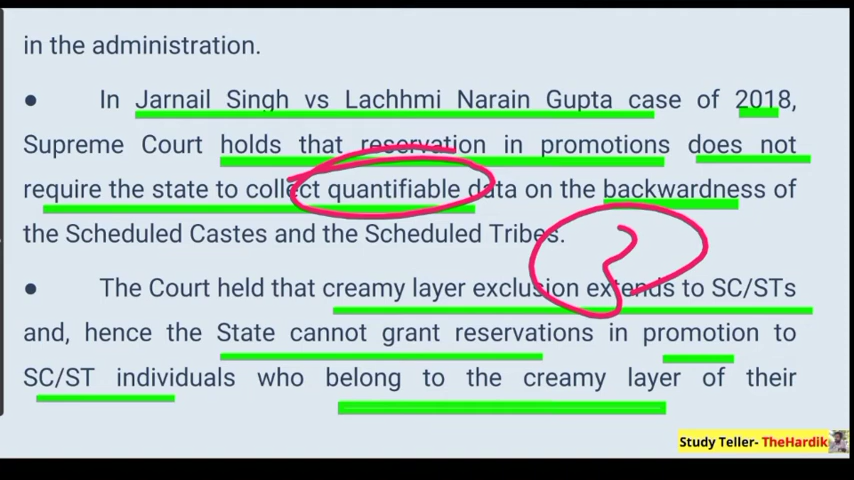 in the administration.
● In Jarnail Singh vs Lachhmi Narain Gupta case of 2018,
Supreme Court holds that reservation in promotions does not
require the state to collect quantifiable data on the backwardness of
the Scheduled Castes and the Scheduled Tribes.
● The Court held that creamy layer exclusion extends to SC/STs
and, hence the State cannot grant reservations in promotion to
SC/ST individuals who belong to the creamy layer of their
Study Teller- TheHardik